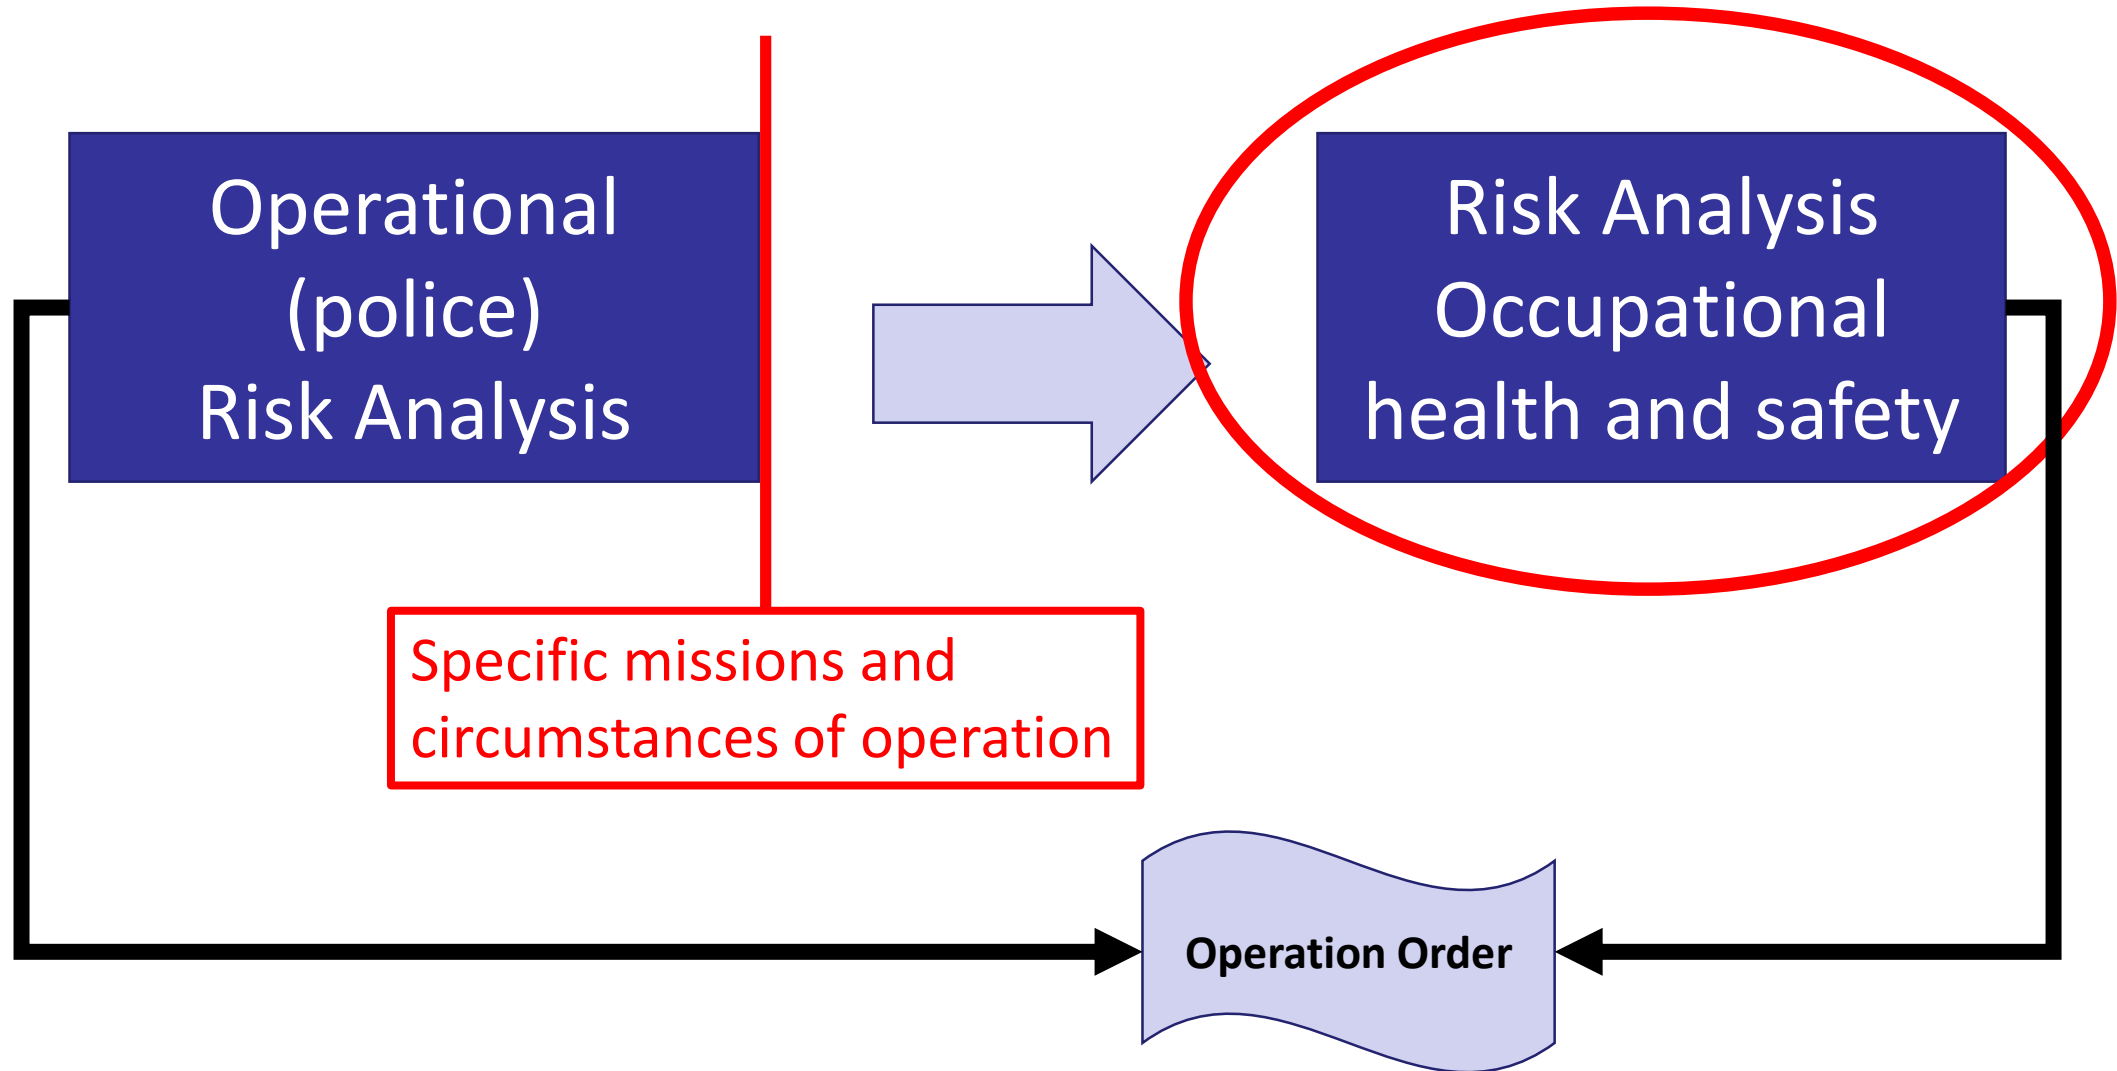 Operational
(police)
Risk Analysis
Risk Analysis
Occupational
health and safety
Specific missions and
circumstances of operation
Operation Order